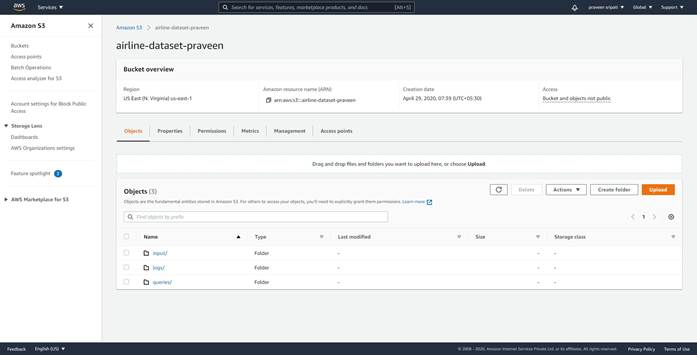 aws Services Search for services, features, marketplace products, and docs [Alt+S] praveen sripati Global Support
Amazon S3
Buckets
Access points
Batch Operations
Access analyzer for S3
Account settings for Block Public
Access
Storage Lens
Dashboards
AWS Organizations settings
Feature spotlight 2
AWS Marketplace for S3
Amazon S3 airline-dataset-praveen
airline-dataset-praveen
Bucket overview
Region Amazon resource name (ARN) Creation date Access
US East (N. Virginia) us-east-1 arn:aws:s3:::airline-dataset-praveen April 29, 2020, 07:39 (UTC+05:30) Bucket and objects not public
Objects Properties Permissions Metrics Management Access points
Drag and drop files and folders you want to upload here, or choose Upload.
Objects (3) Delete Actions Create folder Upload
Objects are the fundamental entities stored in Amazon S3. For others to access your objects, you'll need to explicitly grant them permissions. Learn more
Find objects by prefix 1
Name Type Last modified Size Storage class
input/ Folder - - -
logs/ Folder - - -
queries/ Folder - - -
Feedback English (US) © 2008 - 2020, Amazon Internet Services Private Ltd. or its affiliates. All rights reserved. Privacy Policy Terms of Use